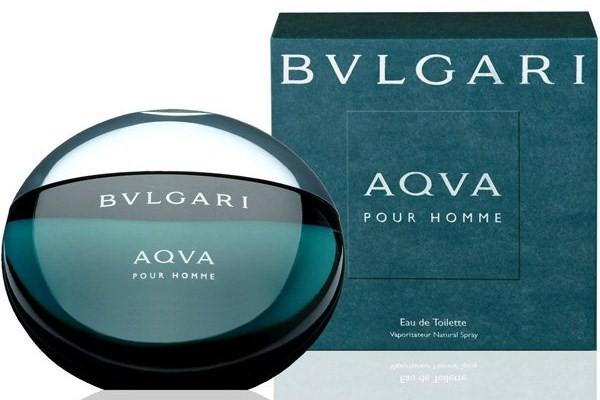 BVLGARI
AQVA
POUR HOMME
BVLGARI
AQVA
POUR HOMME
Eau de Toilette
Vaporisateur Natural Spray